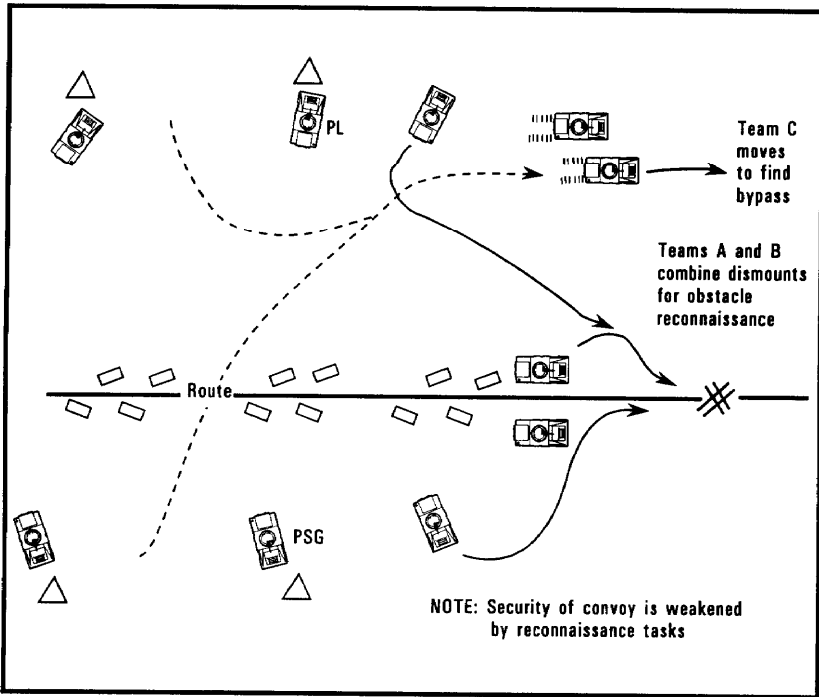 PL
Team C
moves
to find
bypass
Teams A and B
combine dismounts
for obstacle
reconnaissance
Route
PSG
NOTE: Security of convoy is weakened
by reconnaissance tasks